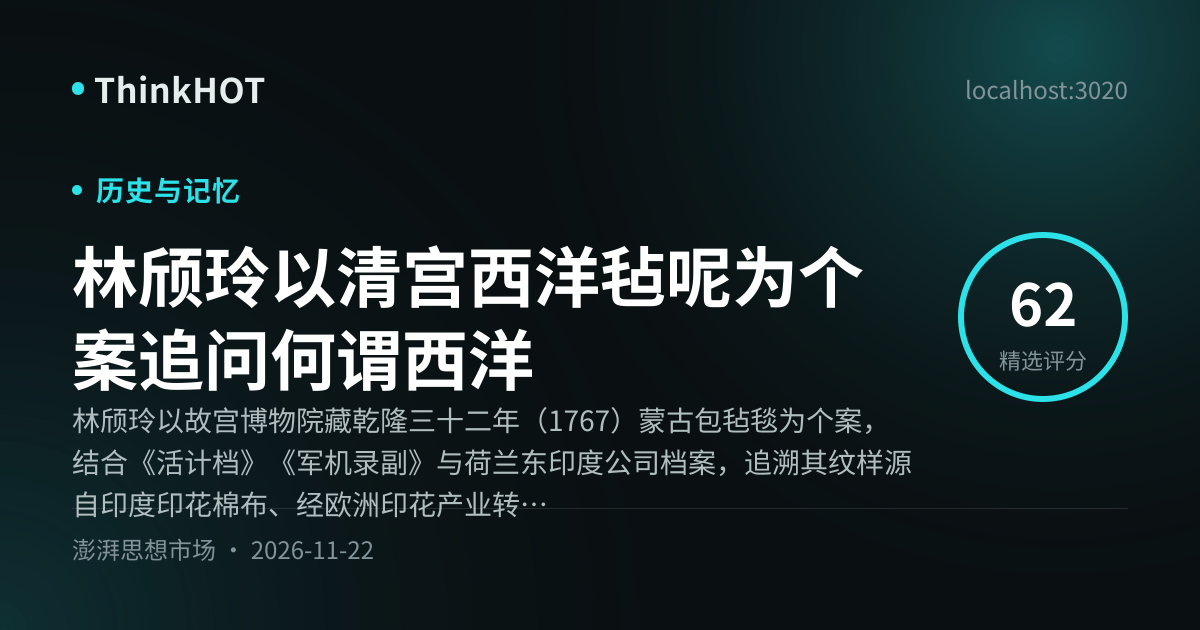 ThinkHOT
localhost:3020
历史与记忆
林颀玲以清宫西洋毡呢为个
案追问何谓西洋
62
精选评分
林颀玲以故宫博物院藏乾隆三十二年（1767）蒙古包毡毯为个案，
结合《活计档》《军机录副》与荷兰东印度公司档案，追溯其纹样源
自印度印花棉布、经欧洲印花产业转…
澎湃思想市场 • 2026-11-22